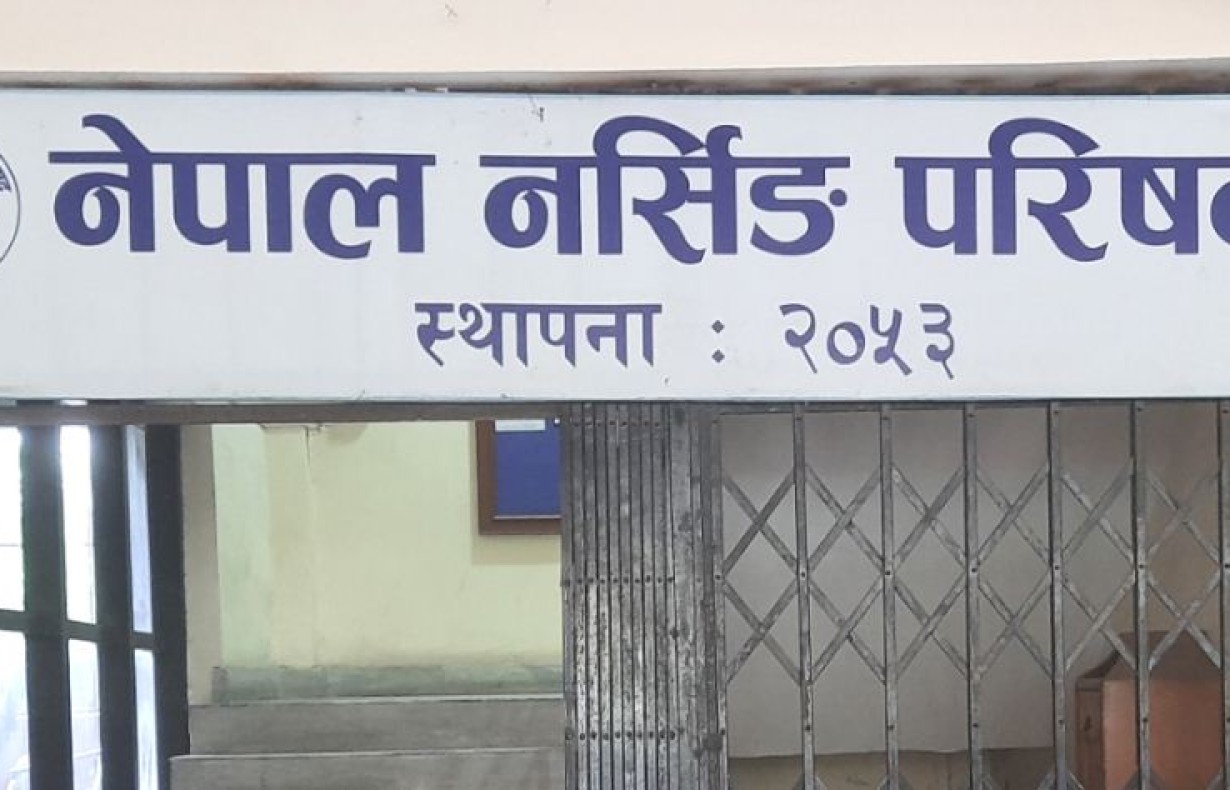 नेपाल नर्सिङ परिष
स्थापना : २०५३